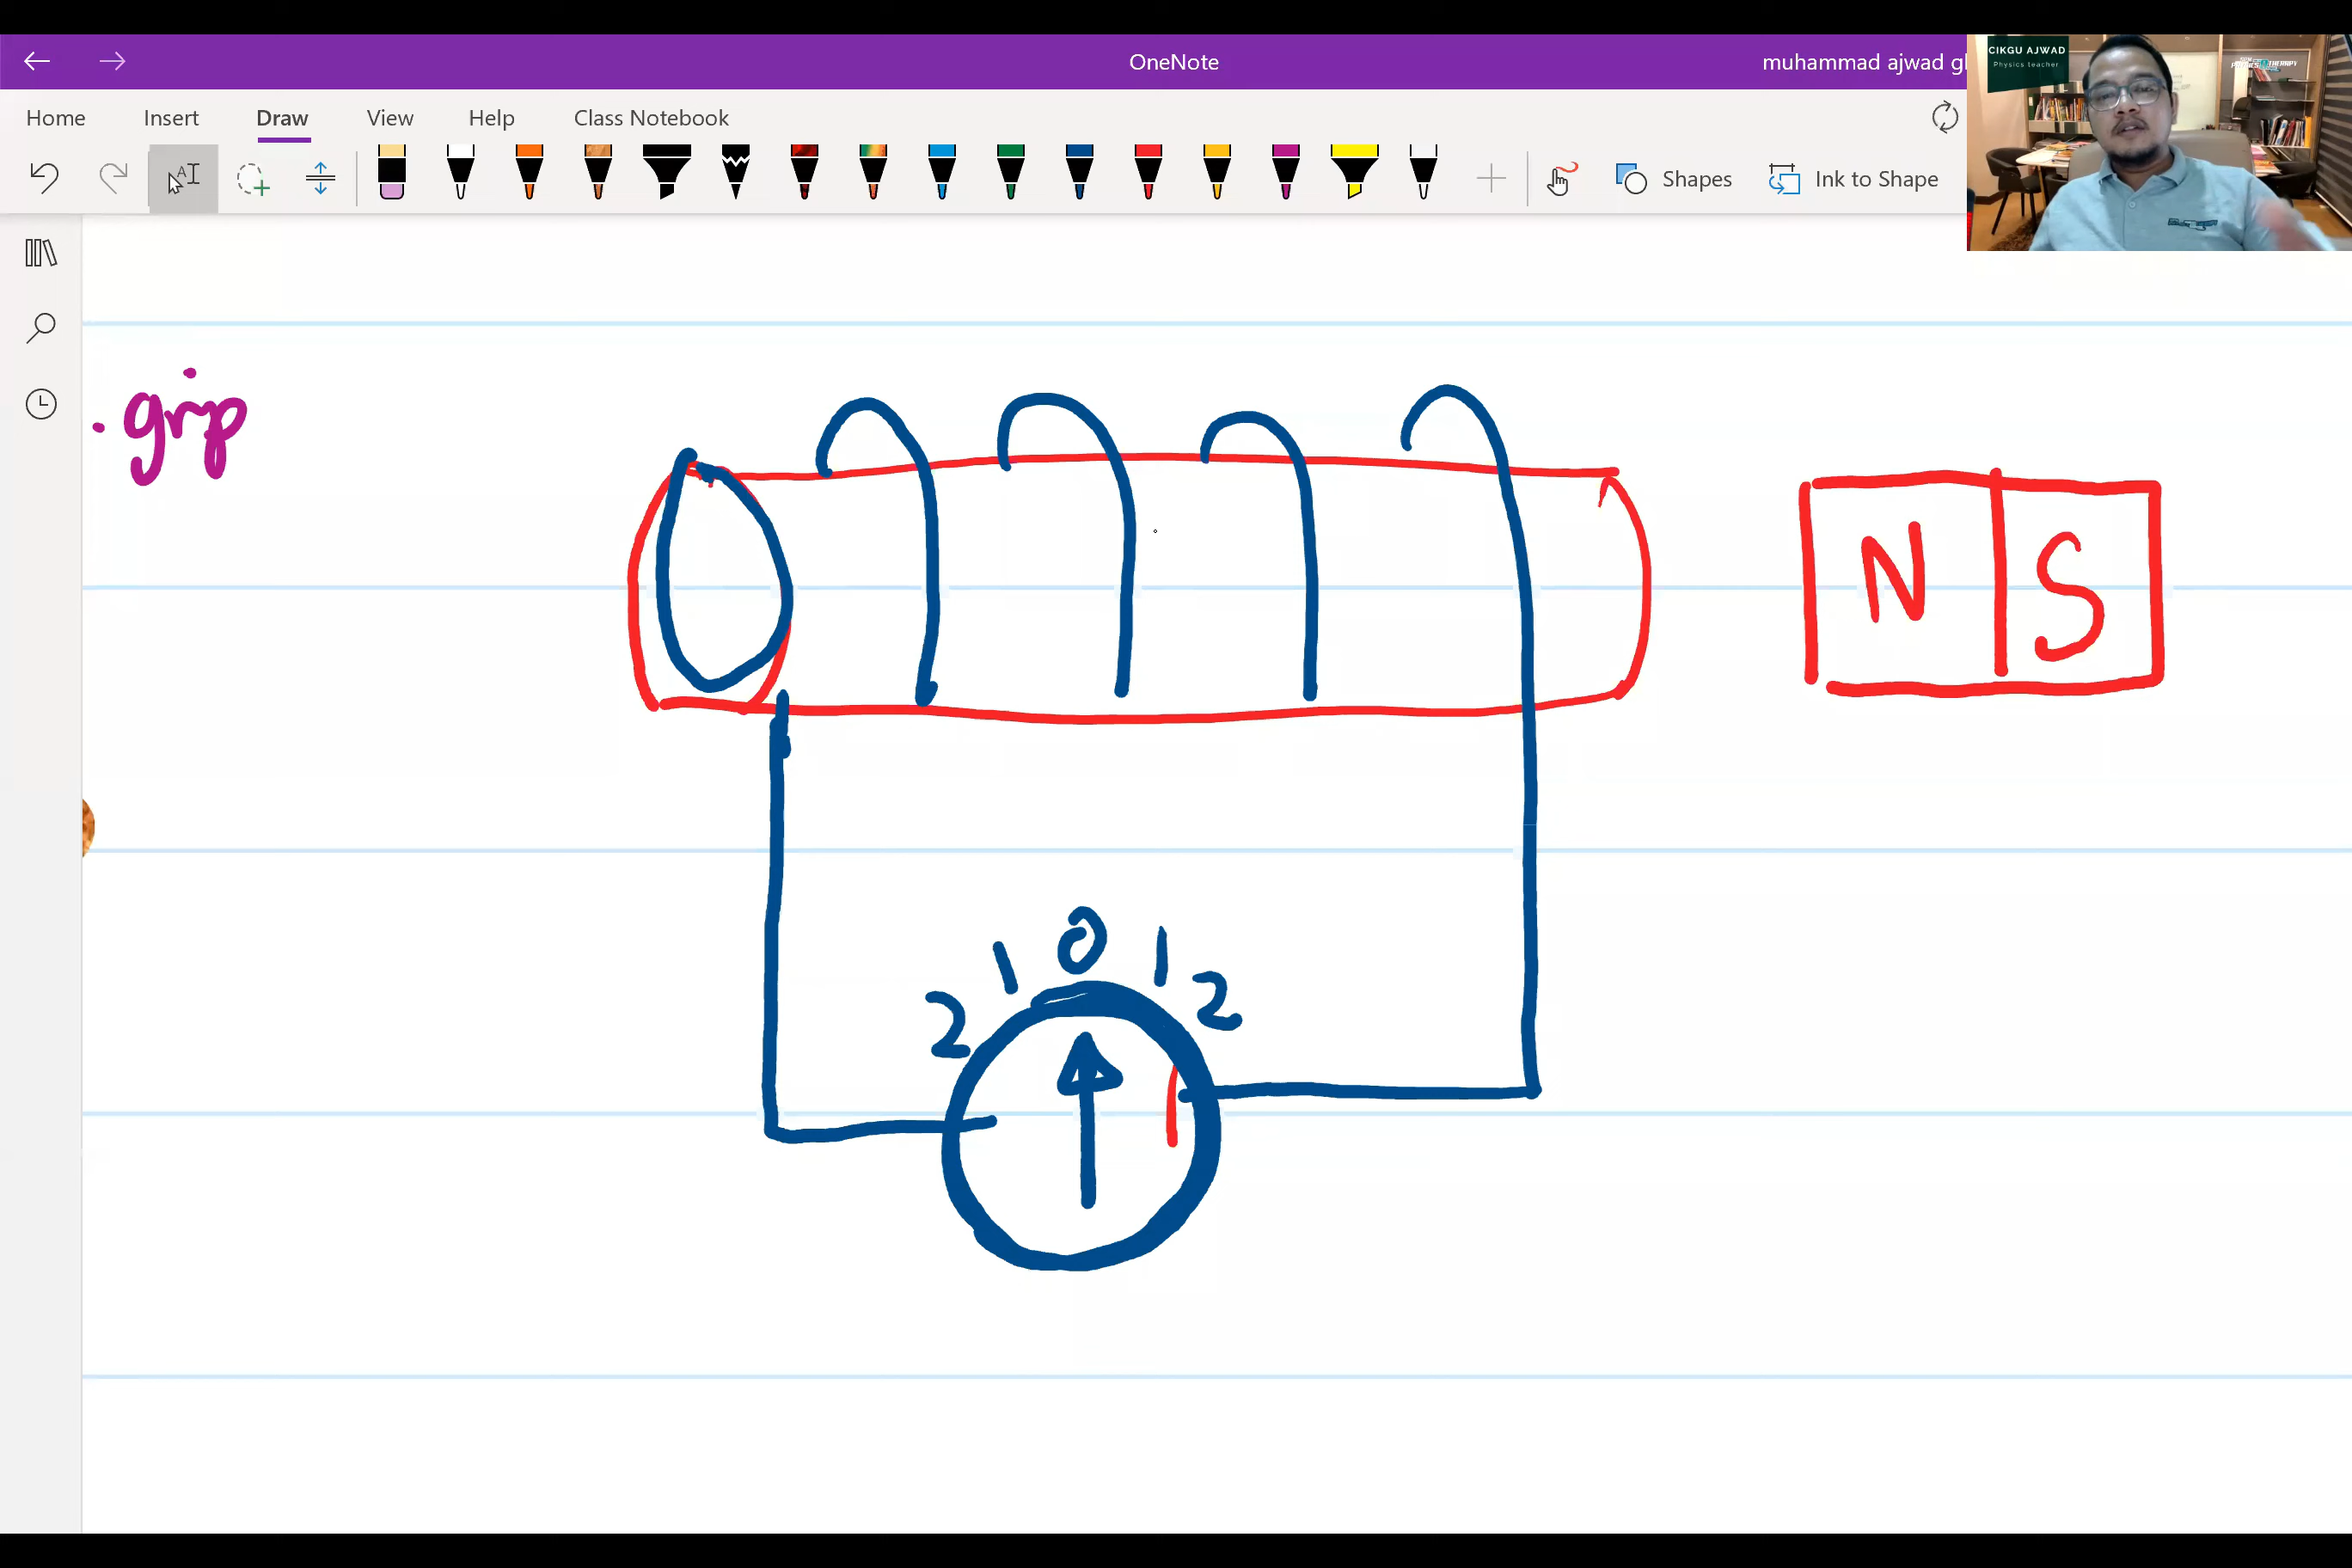 OneNote
muhammad ajwad gl
CIKGU AJWAD
Physics teacher
Home Insert Draw View Help Class Notebook
Shapes Ink to Shape
. grip
N S
2 1 0 1 2